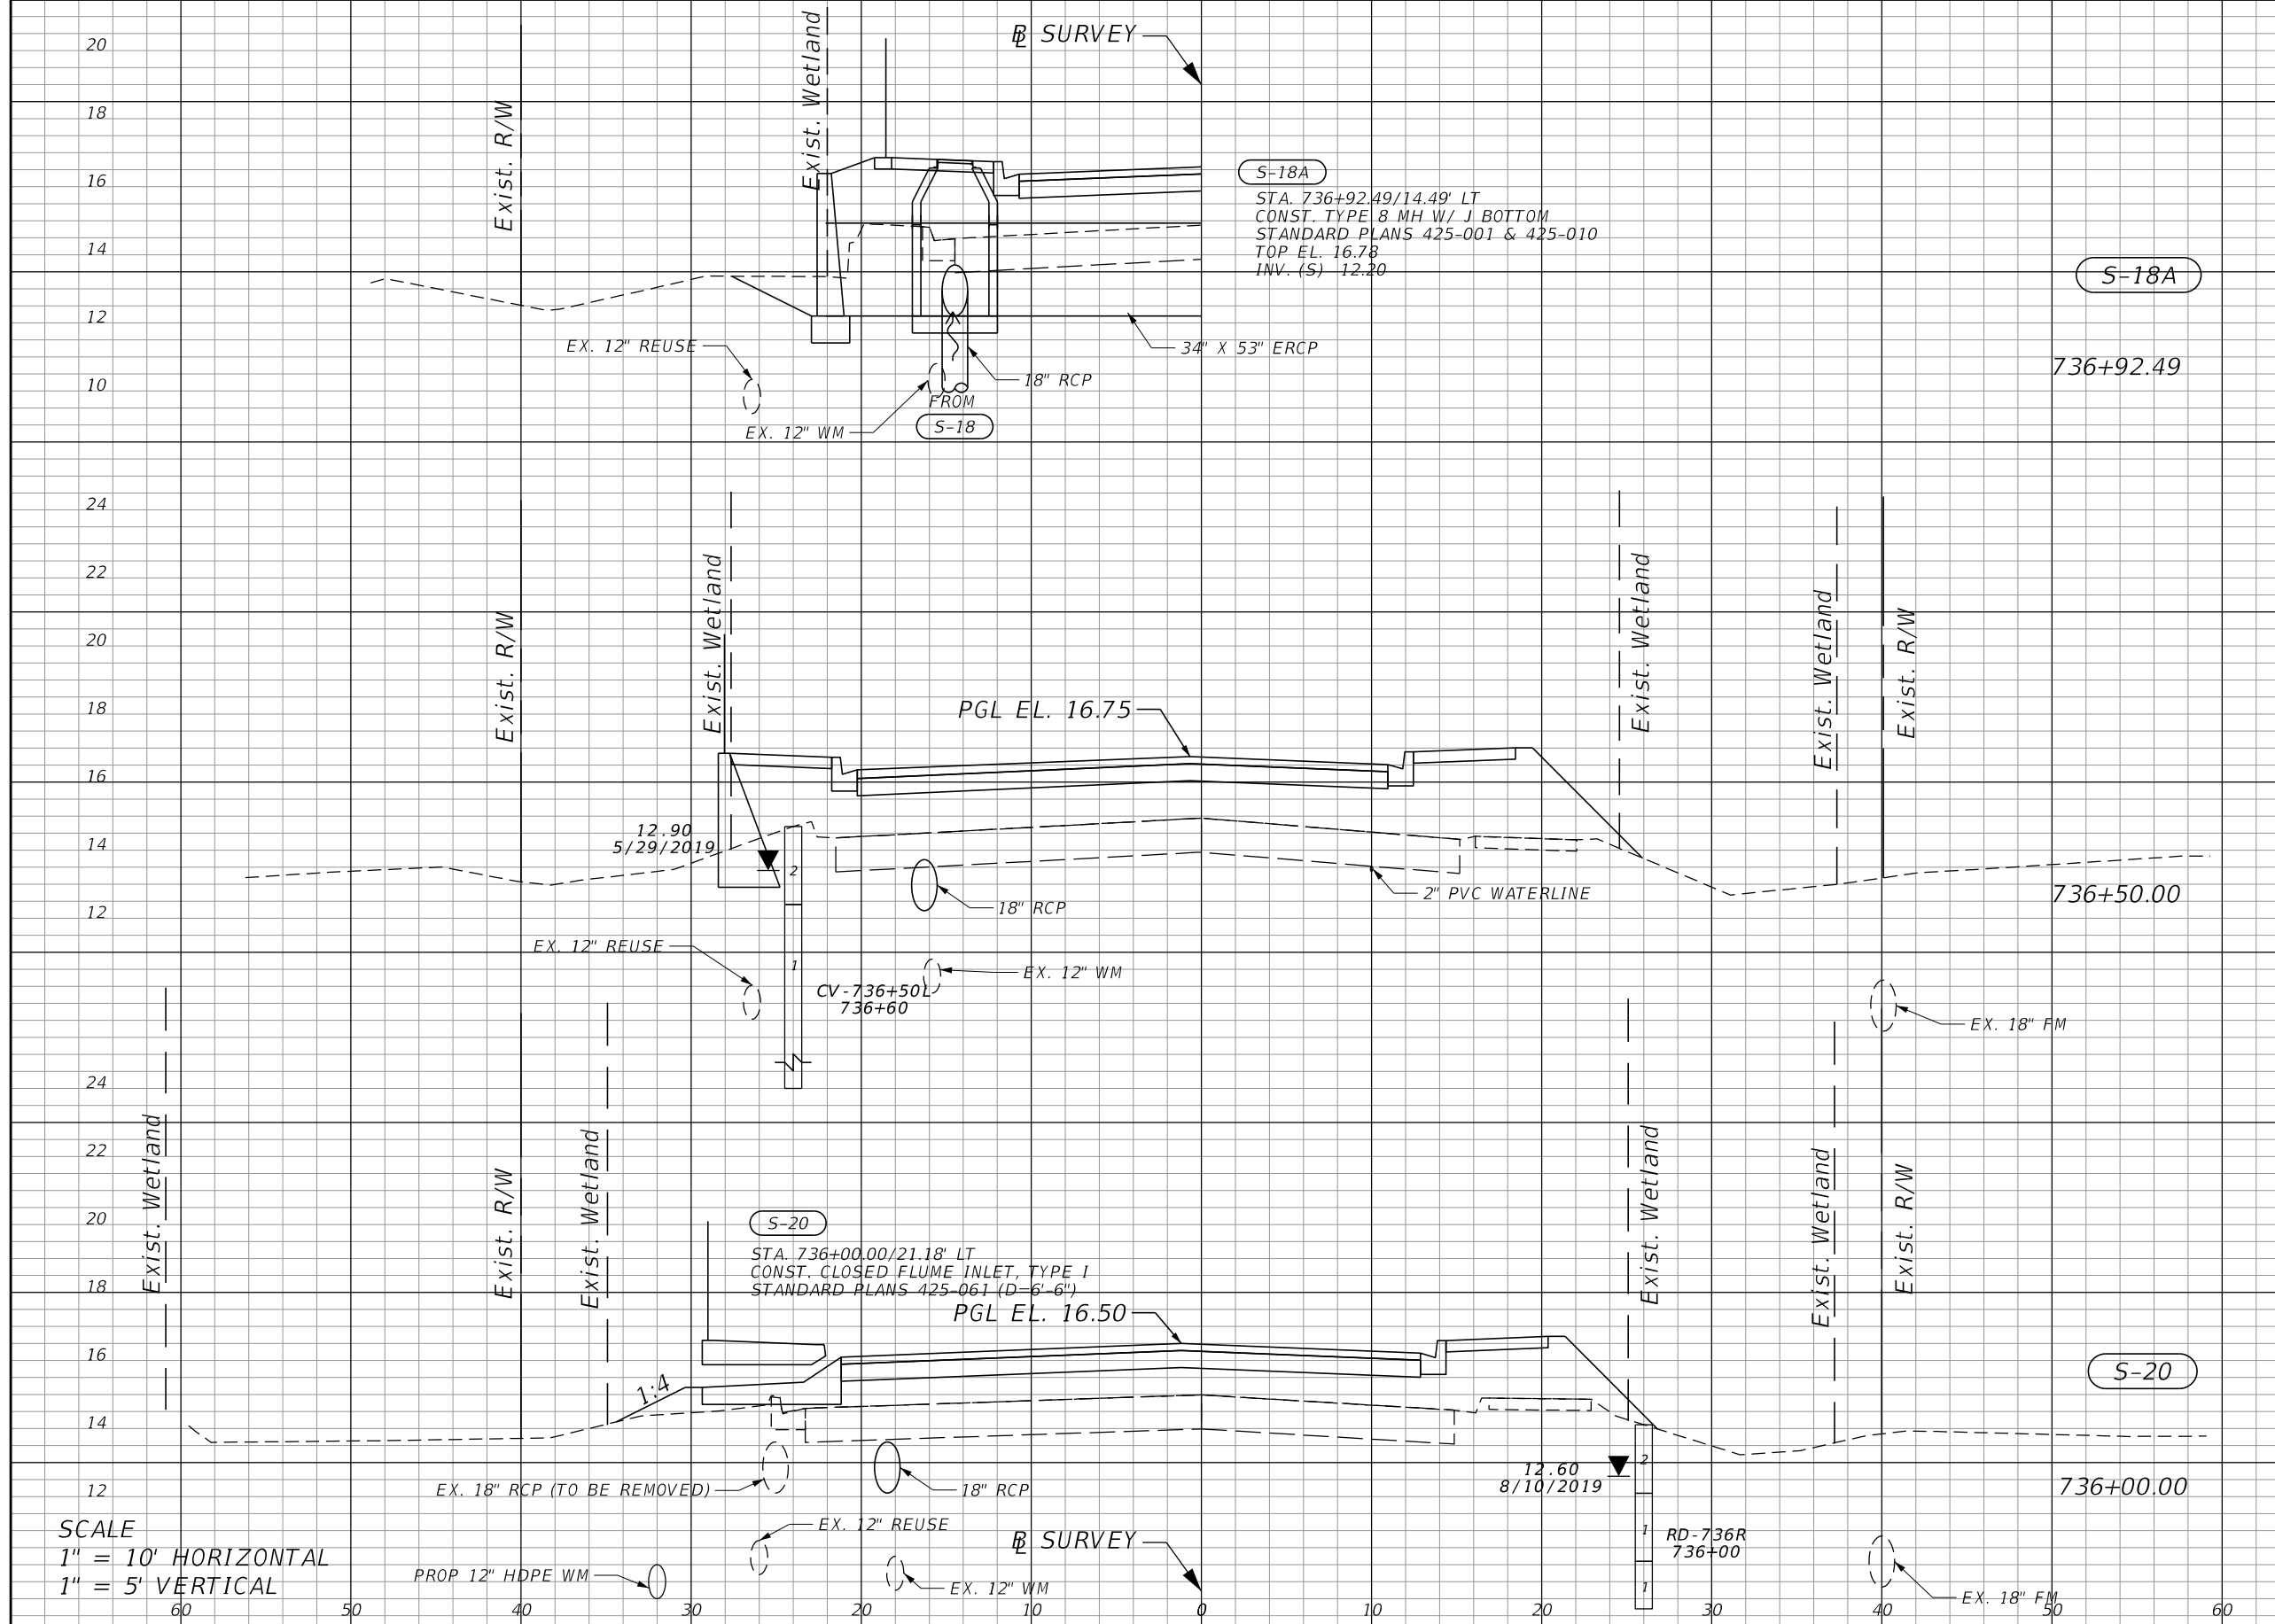 20
18
16
14
12
10
Exist. R/W
Exist. Wetland
BL SURVEY
S-18A
STA. 736+92.49/14.49' LT
CONST. TYPE 8 MH W/ J BOTTOM
STANDARD PLANS 425-001 & 425-010
TOP EL. 16.78
INV. (S) 12.20
S-18A
736+92.49
EX. 12" REUSE
34" X 53" ERCP
18" RCP
FROM
S-18
EX. 12" WM
24
22
20
18
16
14
12
Exist. R/W
Exist. Wetland
PGL EL. 16.75
Exist. Wetland
Exist. Wetland
Exist. R/W
12.90
5/29/2019
2
1
18" RCP
2" PVC WATERLINE
736+50.00
EX. 12" REUSE
EX. 12" WM
CV-736+50L
736+60
EX. 18" FM
24
22
20
18
16
14
12
Exist. Wetland
Exist. R/W
Exist. Wetland
S-20
STA. 736+00.00/21.18' LT
CONST. CLOSED FLUME INLET, TYPE I
STANDARD PLANS 425-061 (D=6'-6")
PGL EL. 16.50
Exist. Wetland
Exist. Wetland
Exist. R/W
1:4
S-20
EX. 18" RCP (TO BE REMOVED)
18" RCP
12.60
8/10/2019
2
1
1
736+00.00
EX. 12" REUSE
BL SURVEY
RD-736R
736+00
PROP 12" HDPE WM
EX. 12" WM
EX. 18" FM
SCALE
1" = 10' HORIZONTAL
1" = 5' VERTICAL
60 50 40 30 20 10 0 10 20 30 40 50 60